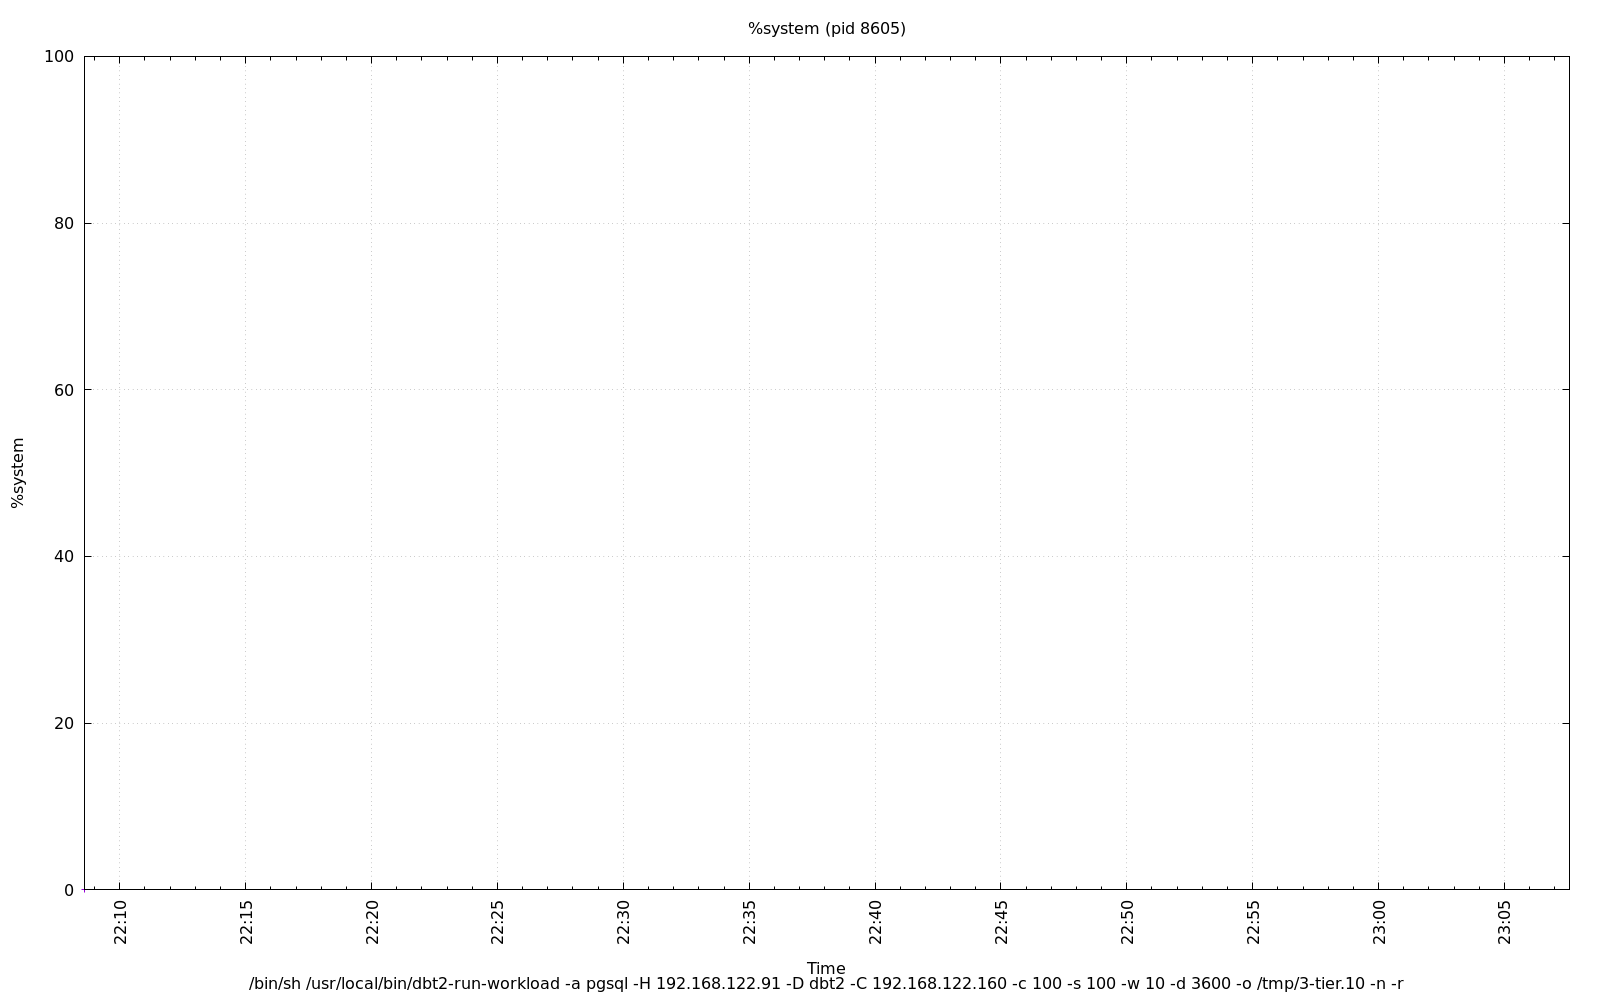 %system (pid 8605)
100
80
60
40
20
0
%system
22:10 22:15 22:20 22:25 22:30 22:35 22:40 22:45 22:50 22:55 23:00 23:05
Time
/bin/sh /usr/local/bin/dbt2-run-workload -a pgsql -H 192.168.122.91 -D dbt2 -C 192.168.122.160 -c 100 -s 100 -w 10 -d 3600 -o /tmp/3-tier.10 -n -r